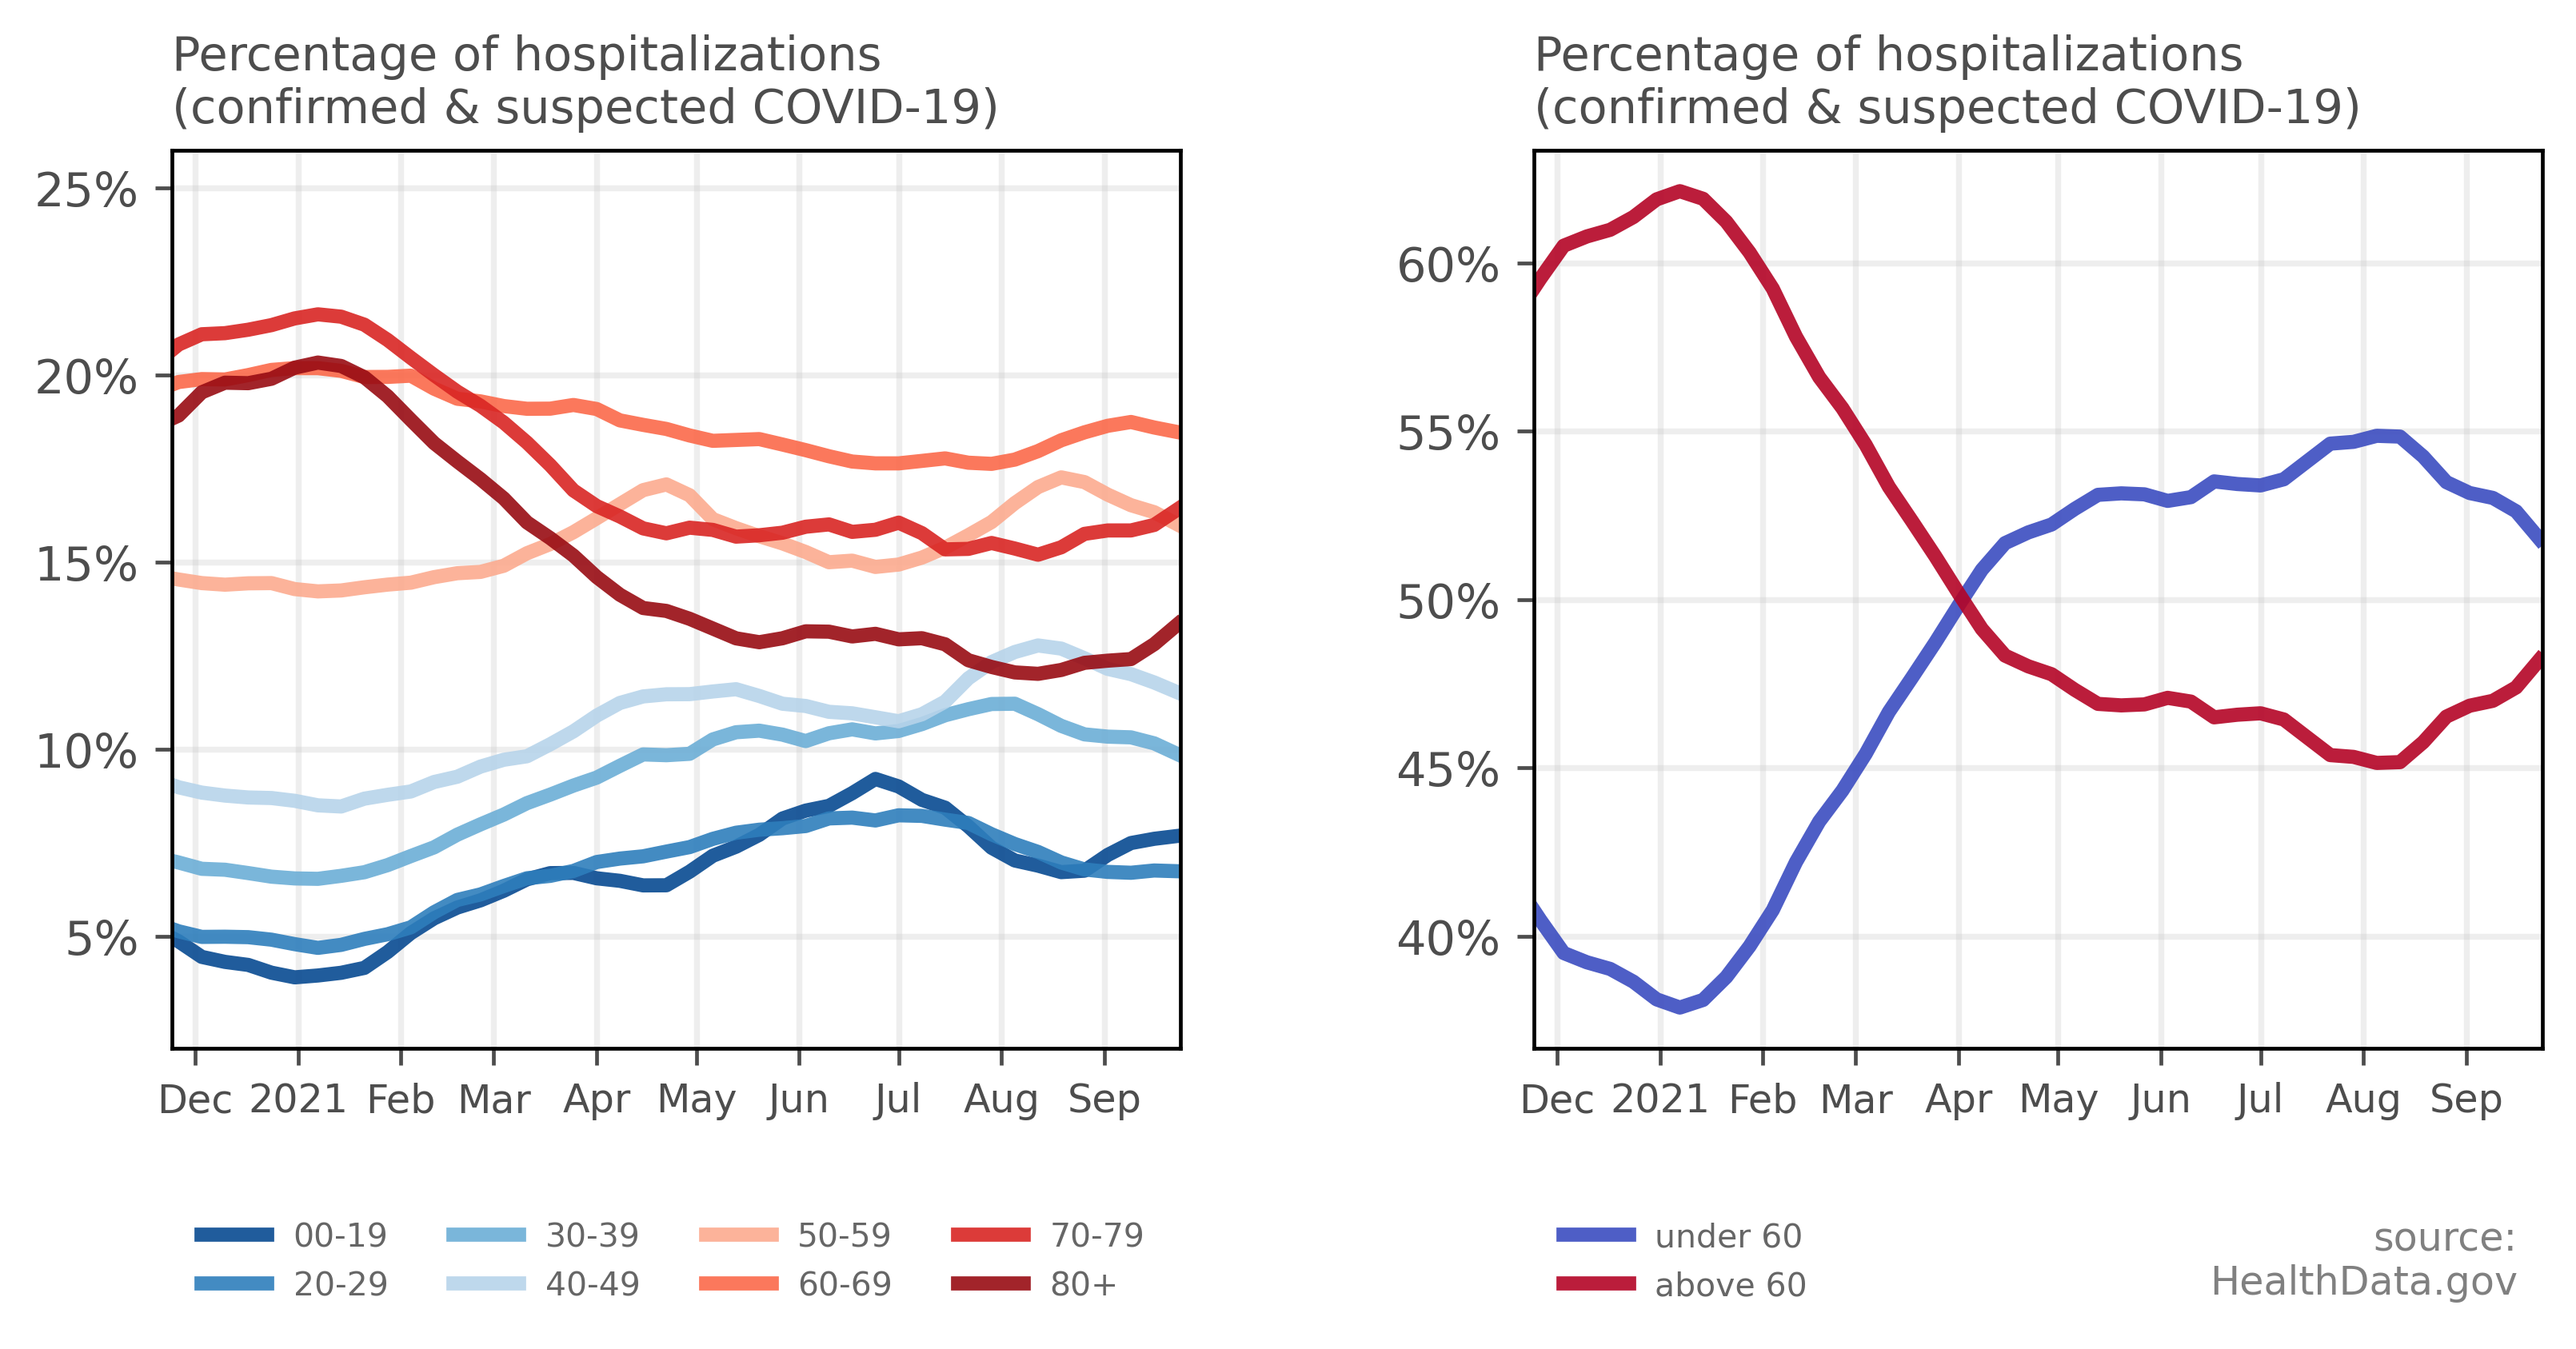 Percentage of hospitalizations
(confirmed & suspected COVID-19)
25%
20%
15%
10%
5%
Dec 2021 Feb Mar Apr May Jun Jul Aug Sep
00-19 30-39 50-59 70-79
20-29 40-49 60-69 80+
Percentage of hospitalizations
(confirmed & suspected COVID-19)
60%
55%
50%
45%
40%
Dec 2021 Feb Mar Apr May Jun Jul Aug Sep
under 60
above 60
source:
HealthData.gov